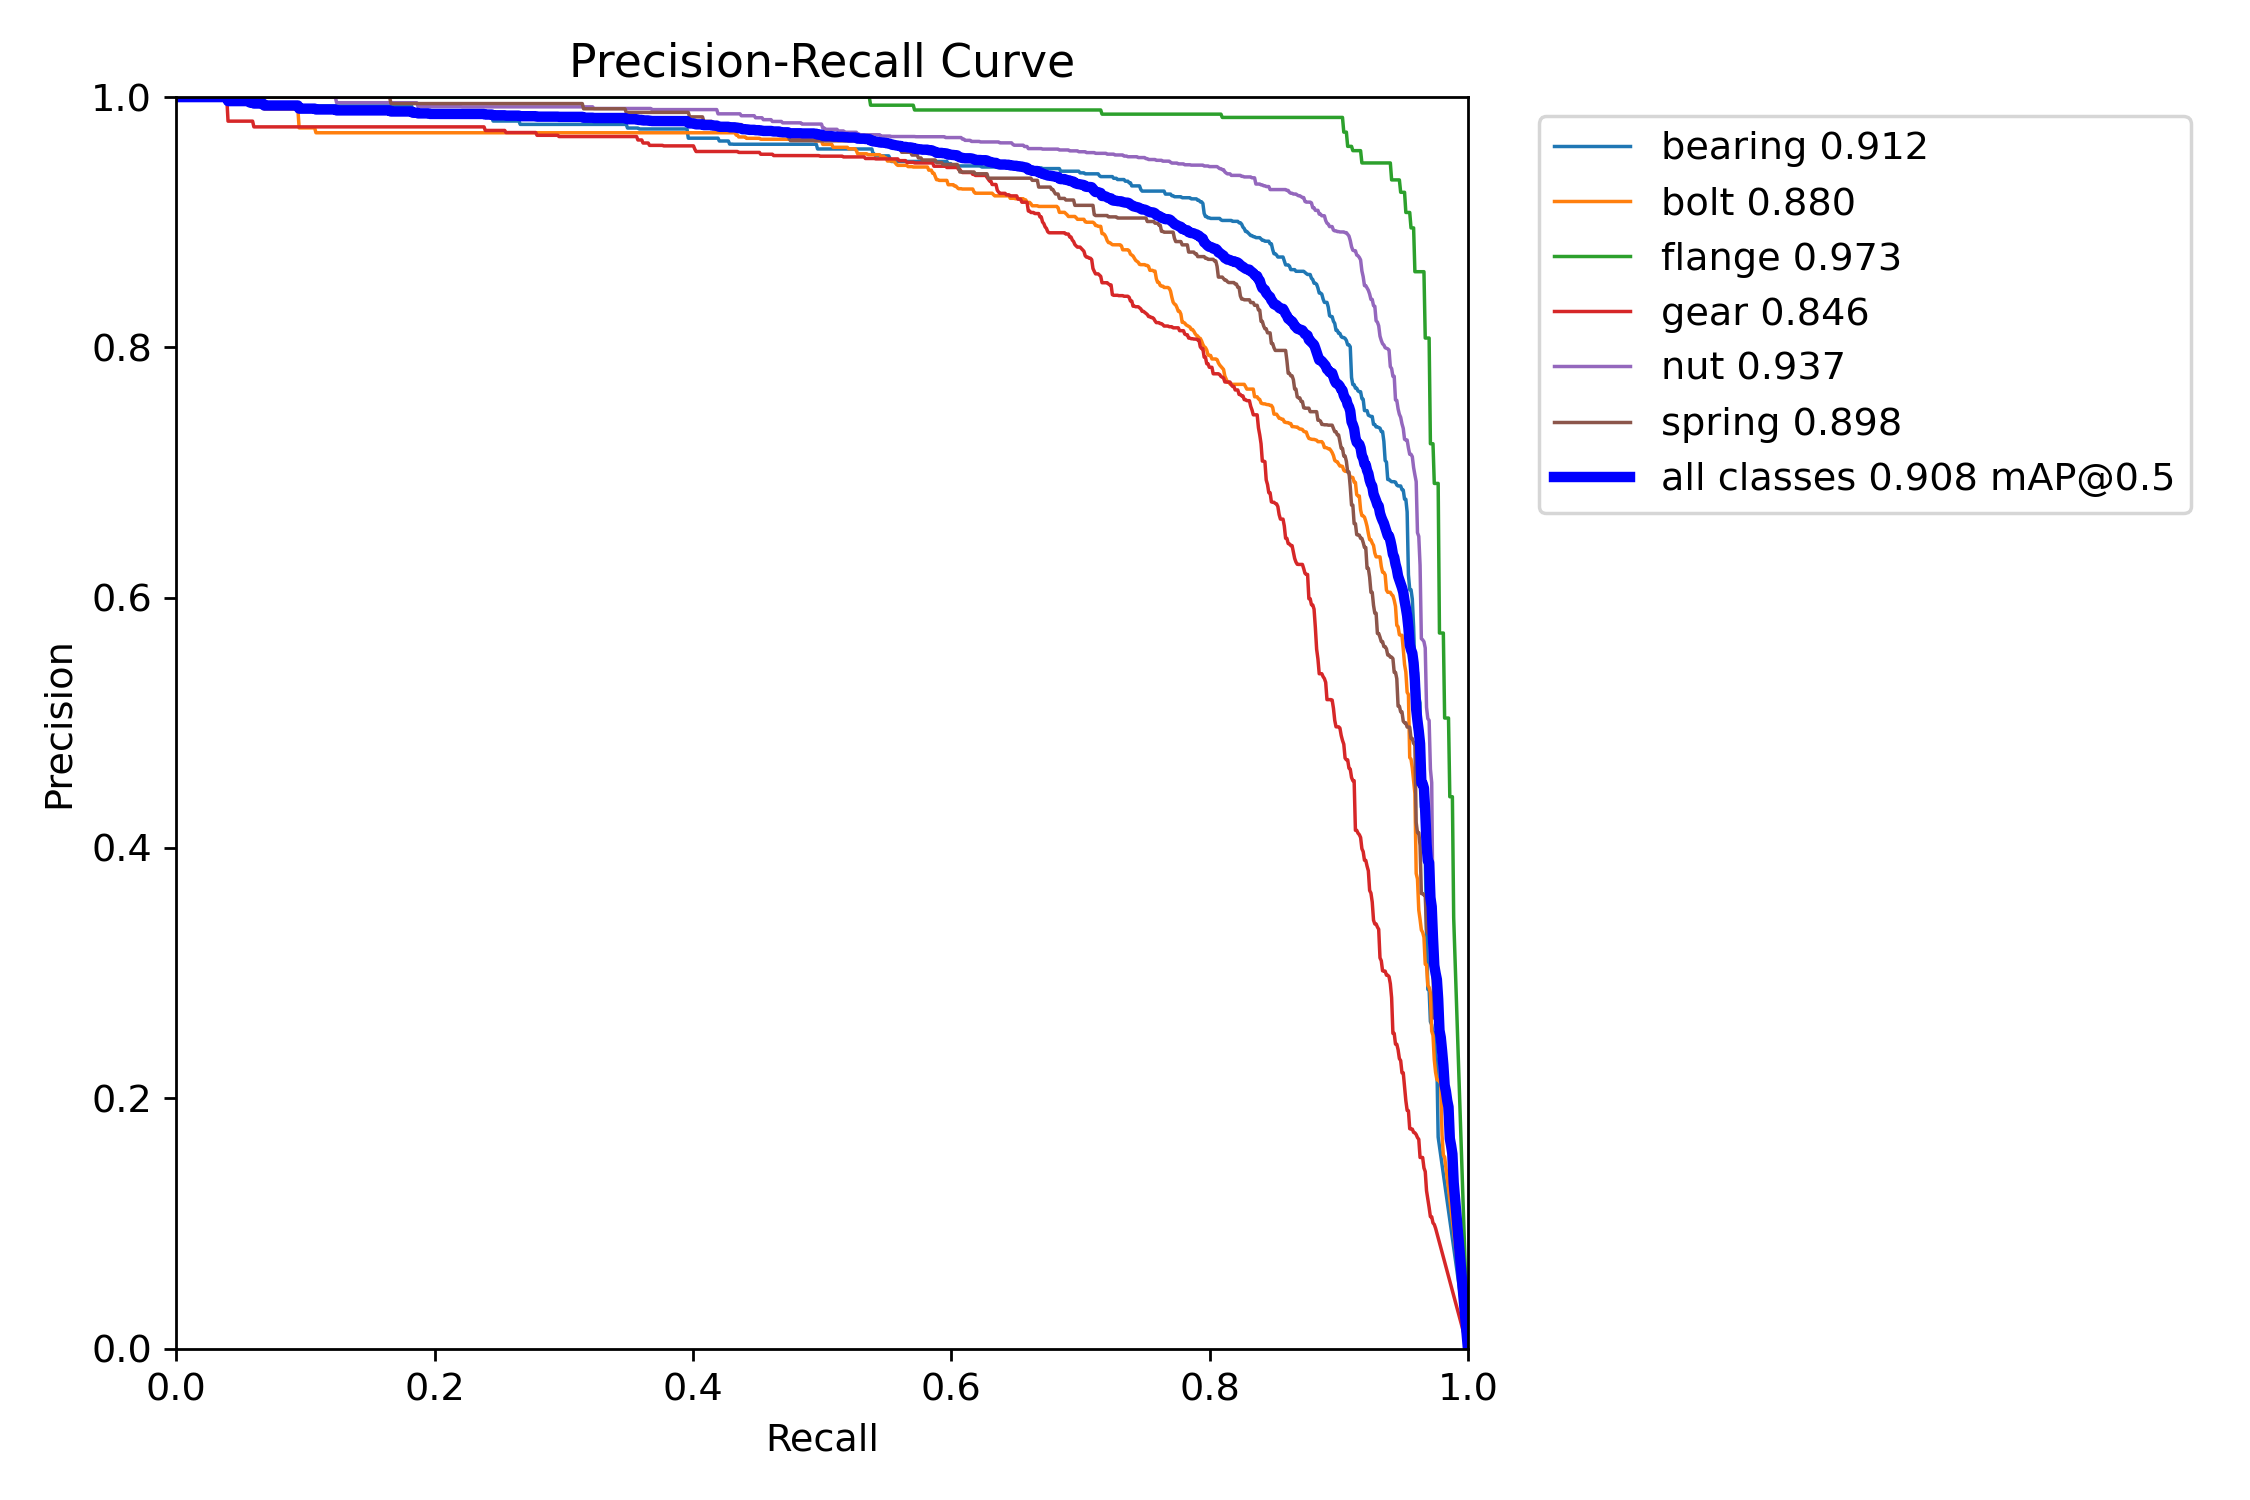 Precision-Recall Curve
1.0
0.8
0.6
0.4
0.2
0.0
Precision
0.0 0.2 0.4 0.6 0.8 1.0
Recall
bearing 0.912
bolt 0.880
flange 0.973
gear 0.846
nut 0.937
spring 0.898
all classes 0.908 mAP@0.5